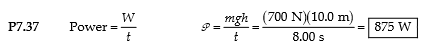 P7.37 Power = W/t 𝒫 = mgh/t = (700 N)(10.0 m)/8.00 s = 875 W